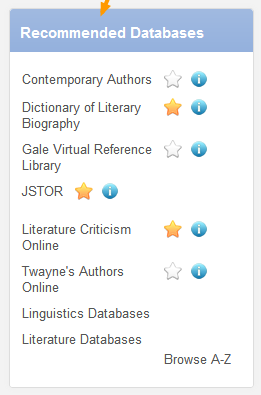 Recommended Databases
Contemporary Authors
Dictionary of Literary
Biography
Gale Virtual Reference
Library
JSTOR
Literature Criticism
Online
Twayne's Authors
Online
Linguistics Databases
Literature Databases
Browse A-Z